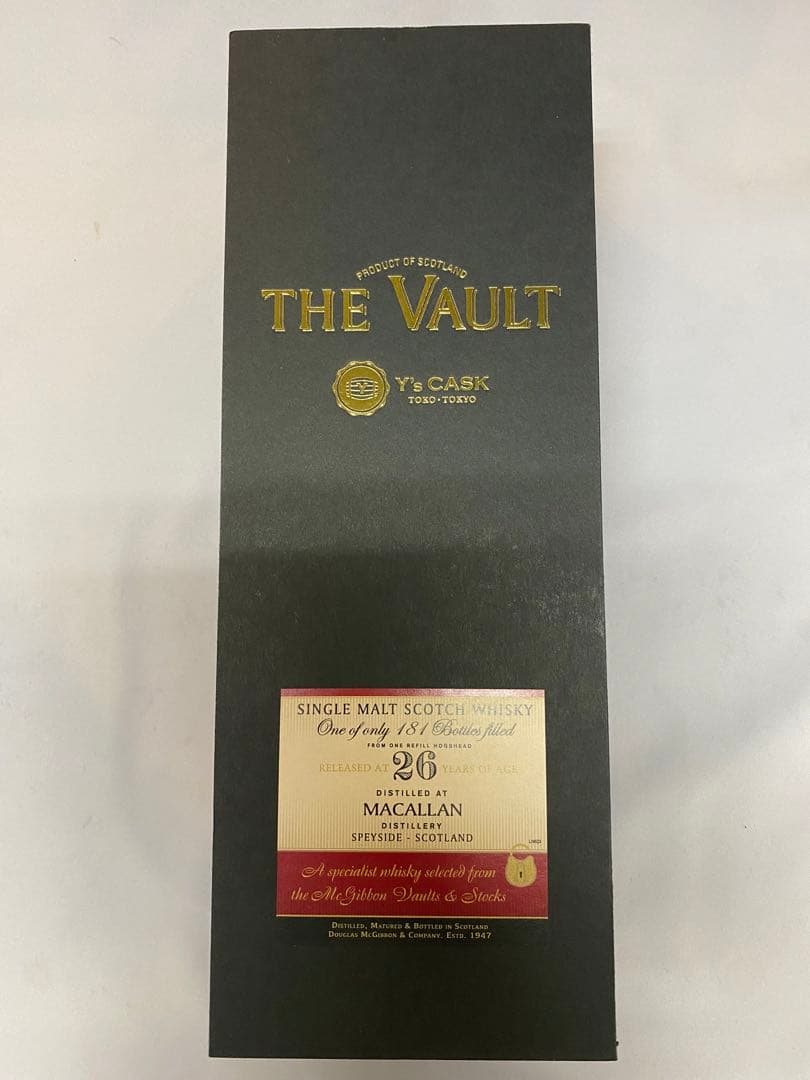 PRODUCT OF SCOTLAND
THE VAULT
Y's CASK
TOKO・TOKYO
SINGLE MALT SCOTCH WHISKY
One of only 181 Bottles filled
FROM ONE REFILL HOGSHEAD
RELEASED AT 26 YEARS OF AGE
DISTILLED AT
MACALLAN
DISTILLERY
SPEYSIDE - SCOTLAND
A specialist whisky selected from
the McGibbon Vaults & Stocks
DISTILLED, MATURED & BOTTLED IN SCOTLAND
DOUGLAS MCGIBBON & COMPANY. ESTD. 1947